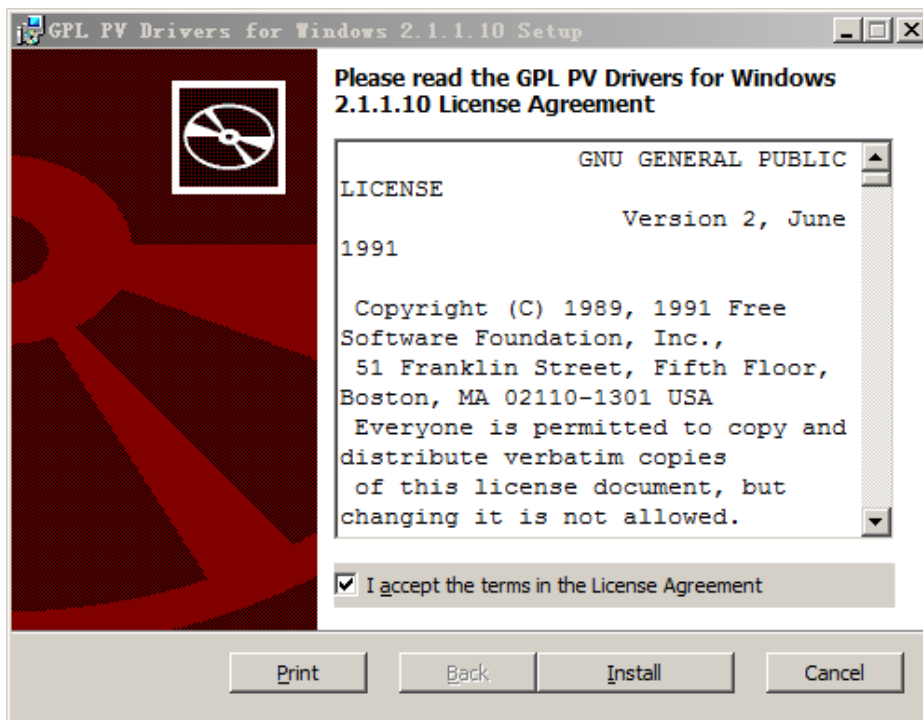 GPL PV Drivers for Windows 2.1.1.10 Setup
Please read the GPL PV Drivers for Windows
2.1.1.10 License Agreement
GNU GENERAL PUBLIC
LICENSE
Version 2, June
1991
Copyright (C) 1989, 1991 Free
Software Foundation, Inc.,
51 Franklin Street, Fifth Floor,
Boston, MA 02110-1301 USA
Everyone is permitted to copy and
distribute verbatim copies
of this license document, but
changing it is not allowed.
I accept the terms in the License Agreement
Print
Back
Install
Cancel